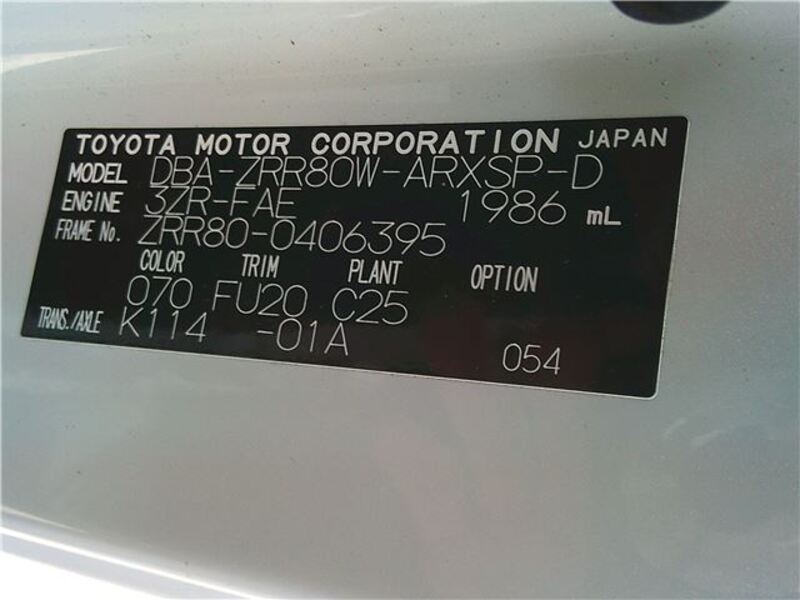 TOYOTA MOTOR CORPORATION JAPAN
MODEL DBA-ZRR80W-ARXSP-D
ENGINE 3ZR-FAE 1986 mL
FRAME No. ZRR80-0406395
COLOR TRIM PLANT OPTION
070 FU20 C25
TRANS./AXLE K114 -01A
054